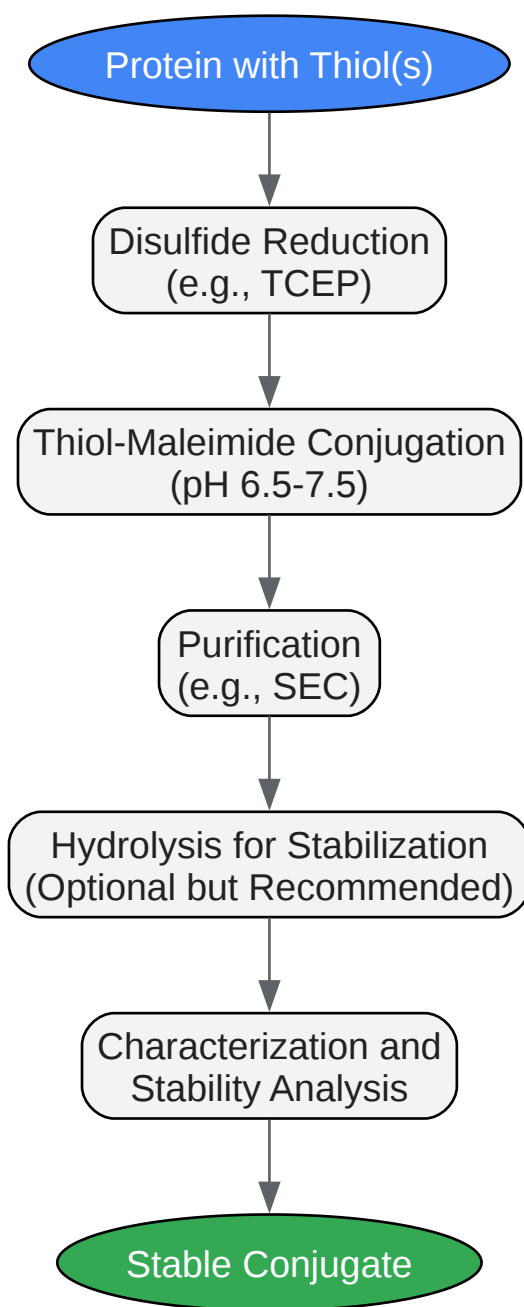 Protein with Thiol(s)
Disulfide Reduction
(e.g., TCEP)
Thiol-Maleimide Conjugation
(pH 6.5-7.5)
Purification
(e.g., SEC)
Hydrolysis for Stabilization
(Optional but Recommended)
Characterization and
Stability Analysis
Stable Conjugate